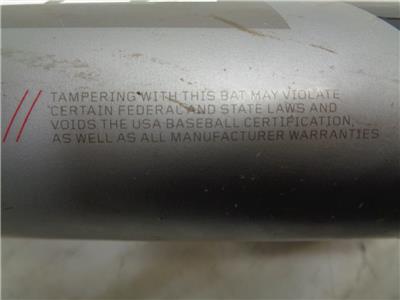 TAMPERING WITH THIS BAT MAY VIOLATE
CERTAIN FEDERAL AND STATE LAWS AND
VOIDS THE USA BASEBALL CERTIFICATION,
AS WELL AS ALL MANUFACTURER WARRANTIES